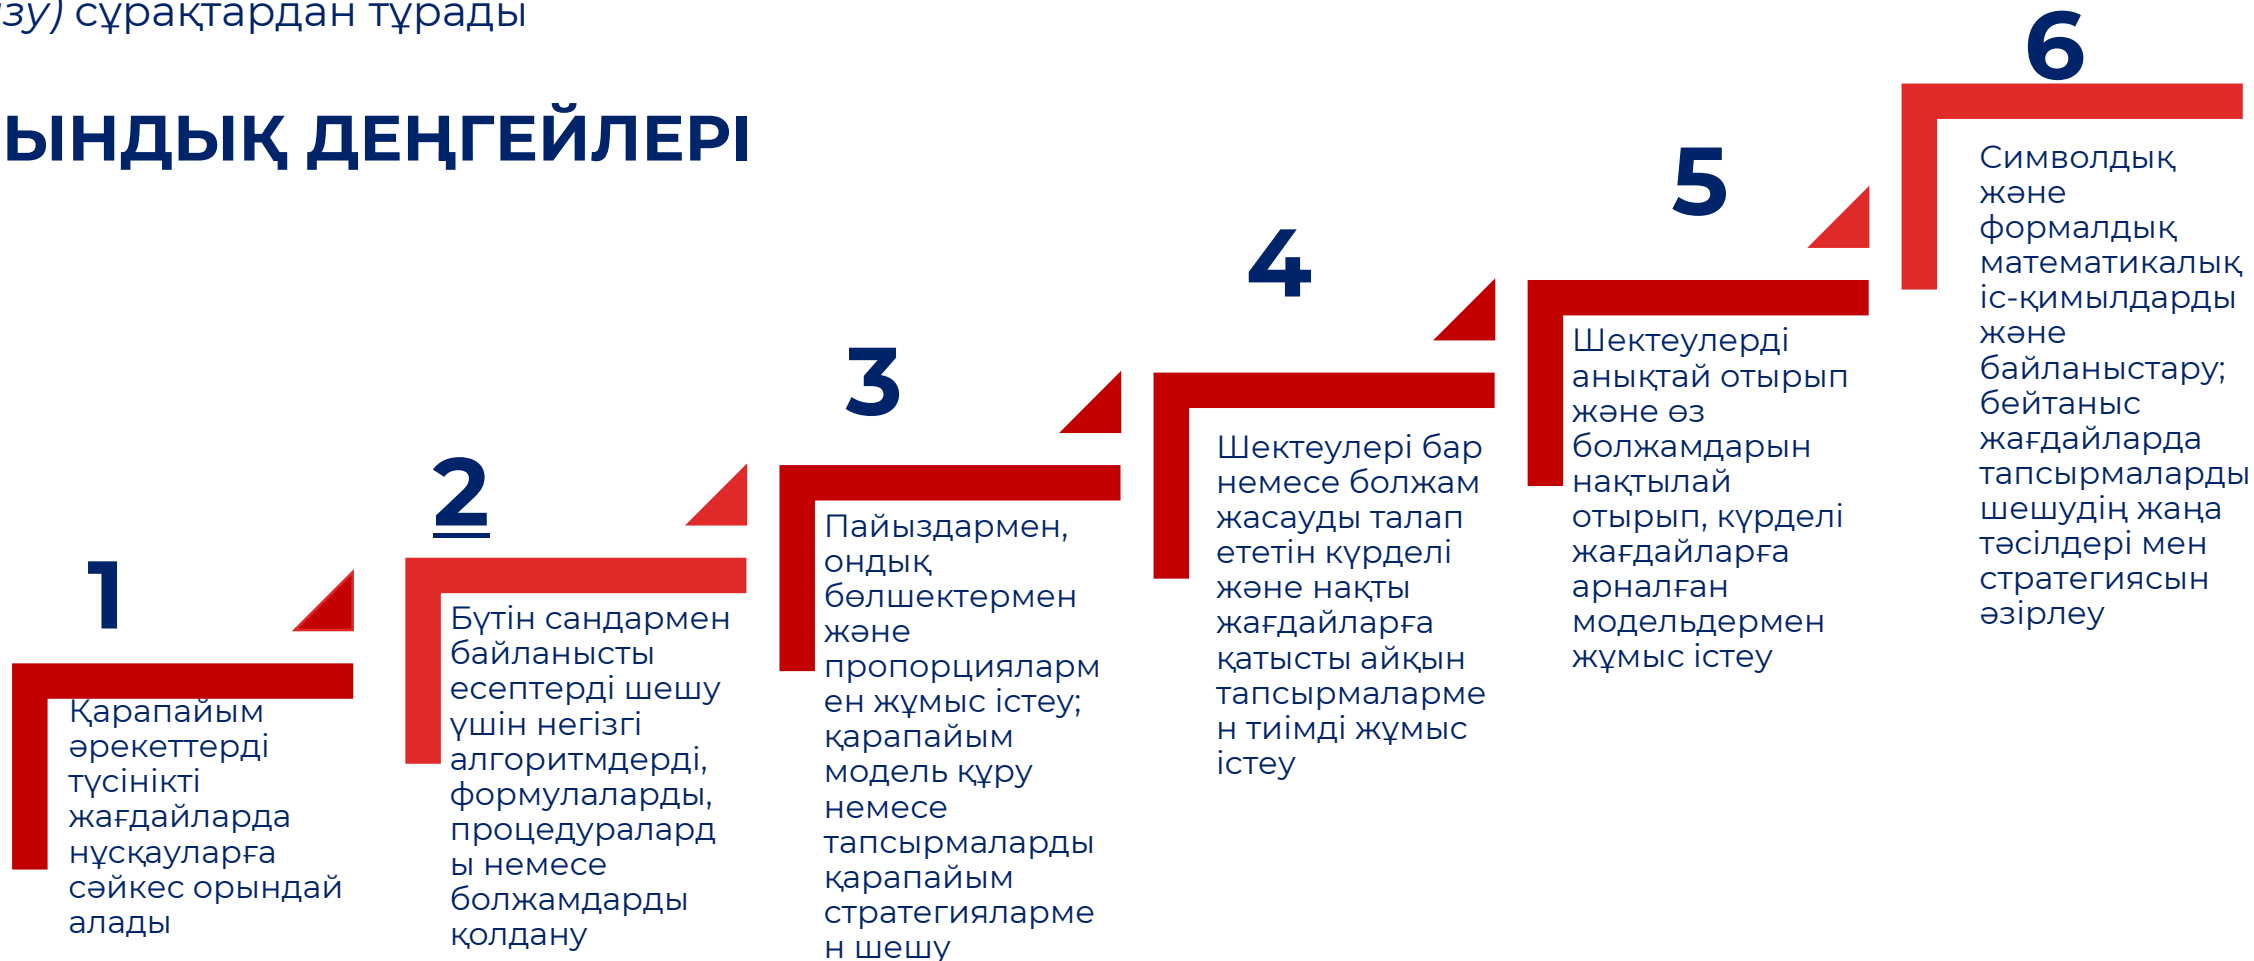 сұрақтардан тұрады
ЫНДЫҚ ДЕҢГЕЙЛЕРІ
1
Қарапайым
әрекеттерді
түсінікті
жағдайларда
нұсқауларға
сәйкес орындай
алады
2
Бүтін сандармен
байланысты
есептерді шешу
үшін негізгі
алгоритмдерді,
формулаларды,
процедуралард
ы немесе
болжамдарды
қолдану
3
Пайыздармен,
ондық
бөлшектермен
және
пропорциялärм
ен жұмыс істеу;
қарапайым
модель құру
немесе
тапсырмаларды
қарапайым
стратегияларме
н шешу
4
Шектеулері бар
немесе болжам
жасауды талап
ететін күрделі
және нақты
жағдайларға
қатысты айқын
тапсырмаларме
н тиімді жұмыс
істеу
5
Шектеулерді
анықтай отырып
және өз
болжамдарын
нақтылай
отырып, күрделі
жағдайларға
арналған
модельдермен
жұмыс істеу
6
Символдық
және
формалдық
математикалық
іс-қимылдарды
және
байланыстару;
бейтаныс
жағдайларда
тапсырмаларды
шешудің жаңа
тәсілдері мен
стратегиясын
әзірлеу